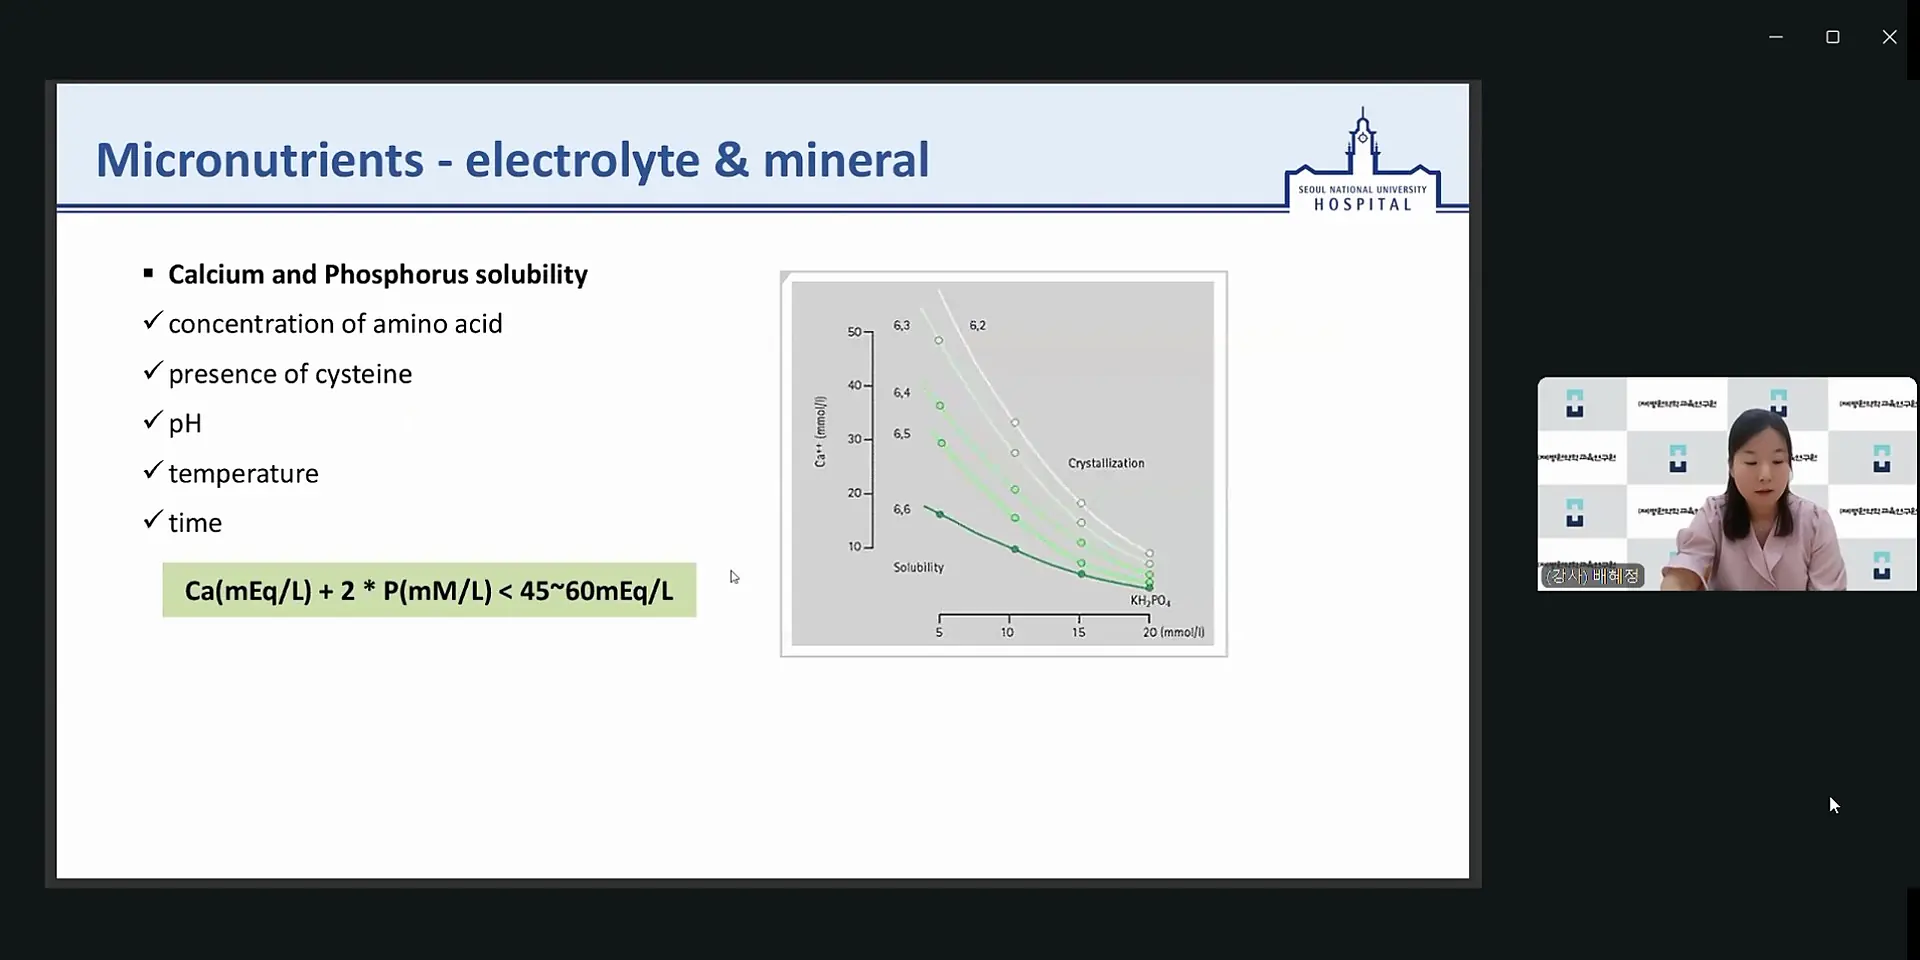 Micronutrients - electrolyte & mineral
SEOUL NATIONAL UNIVERSITY
HOSPITAL
▪ Calcium and Phosphorus solubility
✓ concentration of amino acid
✓ presence of cysteine
✓ pH
✓ temperature
✓ time
Ca(mEq/L) + 2 * P(mM/L) < 45~60mEq/L
6,3
6,2
50
40
6,4
Ca⁺⁺ (mmol/l)
30
6,5
Crystallization
20
6,6
10
Solubility
KH₂PO₄
5 10 15 20 (mmol/l)
(강사) 배혜정